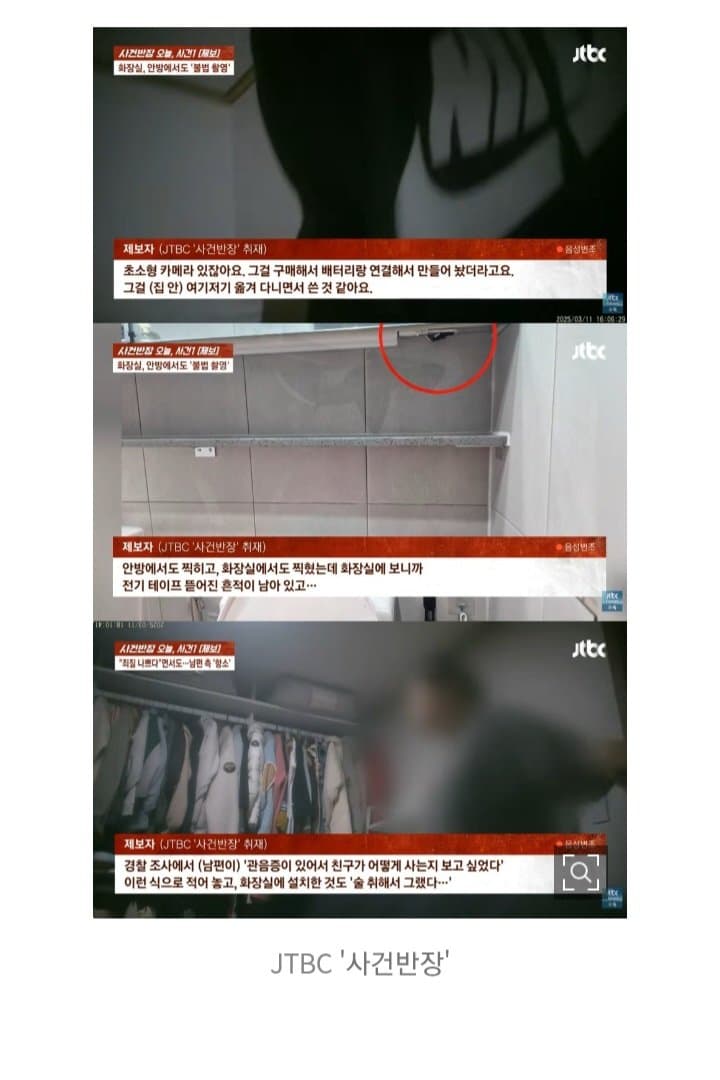 사건반장 오늘, 사건1 [제보]
jtbc
화장실, 안방에서도 '불법 촬영'
제보자 (JTBC '사건반장' 취재)
음성변조
초소형 카메라 있잖아요. 그걸 구매해서 배터리랑 연결해서 만들어 놨더라고요.
그걸 (집 안) 여기저기 옮겨 다니면서 쓴 것 같아요.
2025/03/11 16:06:29
사건반장 오늘, 사건1 [제보]
jtbc
화장실, 안방에서도 '불법 촬영'
제보자 (JTBC '사건반장' 취재)
음성변조
안방에서도 찍히고, 화장실에서도 찍혔는데 화장실에 보니까
전기 테이프 뜯어진 흔적이 남아 있고…
사건반장 오늘, 사건1 [제보]
jtbc
"죄질 나쁘다"면서도…남편 측 '항소'
제보자 (JTBC '사건반장' 취재)
음성변조
경찰 조사에서 (남편이) '관음증이 있어서 친구가 어떻게 사는지 보고 싶었다'
이런 식으로 적어 놓고, 화장실에 설치한 것도 '술 취해서 그랬다…'
JTBC '사건반장'